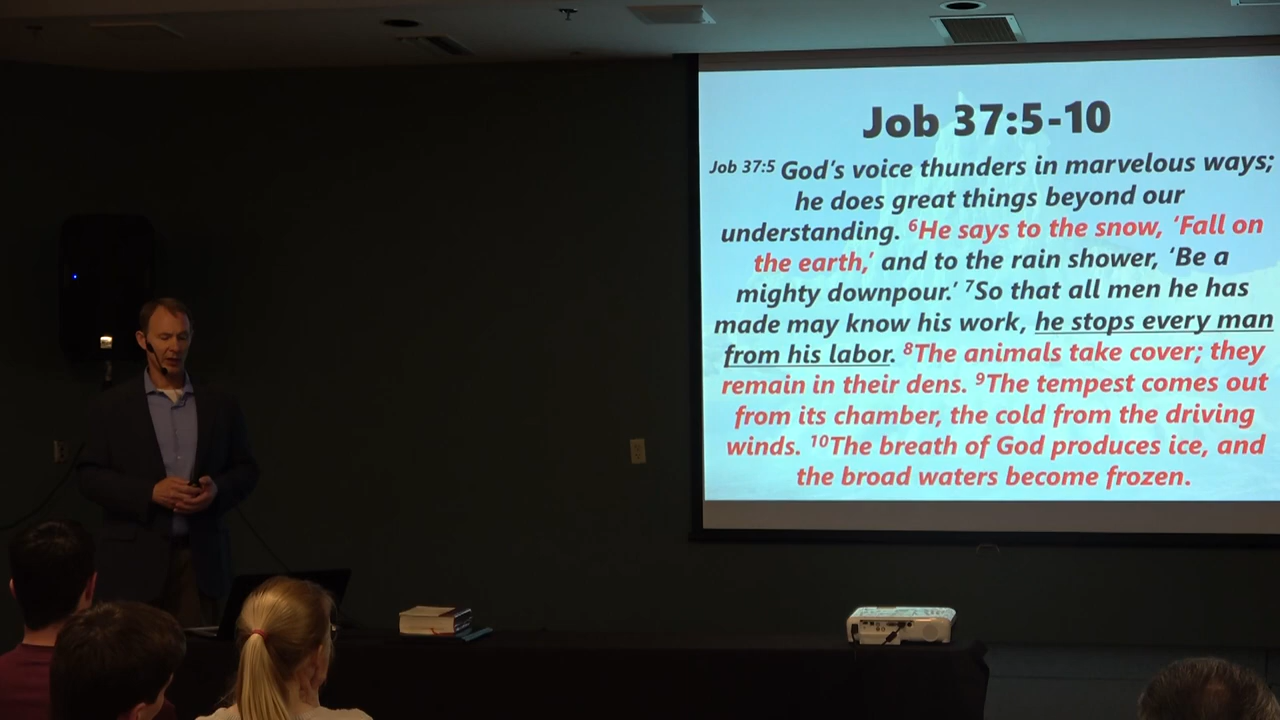 Job 37:5-10
Job 37:5 God's voice thunders in marvelous ways;
he does great things beyond our
understanding. 6He says to the snow, 'Fall on
the earth,' and to the rain shower, 'Be a
mighty downpour.' 7So that all men he has
made may know his work, he stops every man
from his labor. 8The animals take cover; they
remain in their dens. 9The tempest comes out
from its chamber, the cold from the driving
winds. 10The breath of God produces ice, and
the broad waters become frozen.